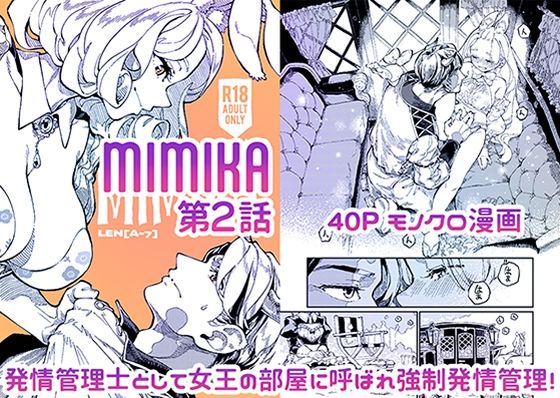 R18
ADULT
ONLY
MIMIKA
第2話
LEN[A-7]
40P モノクロ漫画
発情管理士として女王の部屋に呼ばれ強制発情管理!